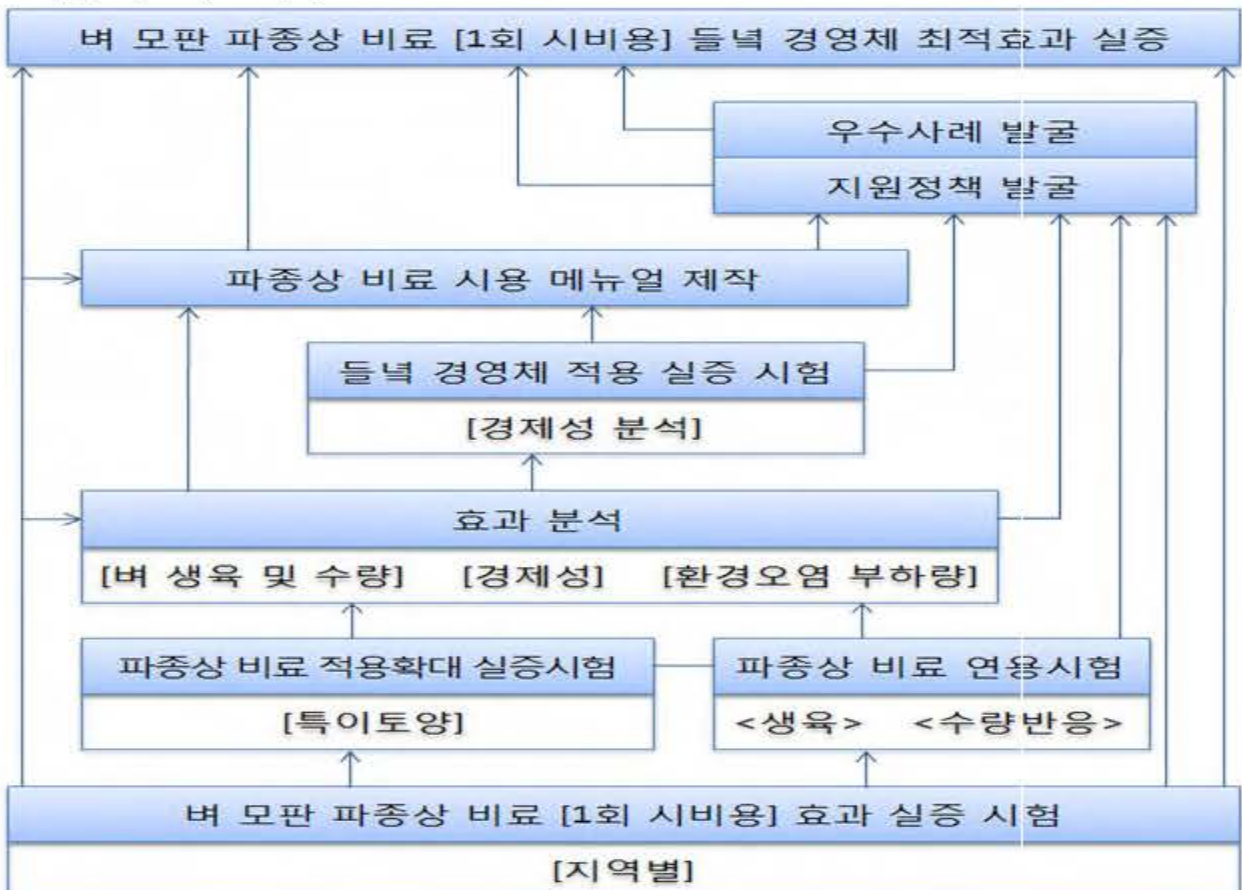 벼 모판 파종상 비료 [1회 시비용] 들녘 경영체 최적효과 실증
우수사례 발굴
지원정책 발굴
파종상 비료 시용 메뉴얼 제작
들녘 경영체 적용 실증 시험
[경제성 분석]
효과 분석
[벼 생육 및 수량] [경제성] [환경오염 부하량]
파종상 비료 적용확대 실증시험
[특이토양]
파종상 비료 연용시험
<생육> <수량반응>
벼 모판 파종상 비료 [1회 시비용] 효과 실증 시험
[지역별]